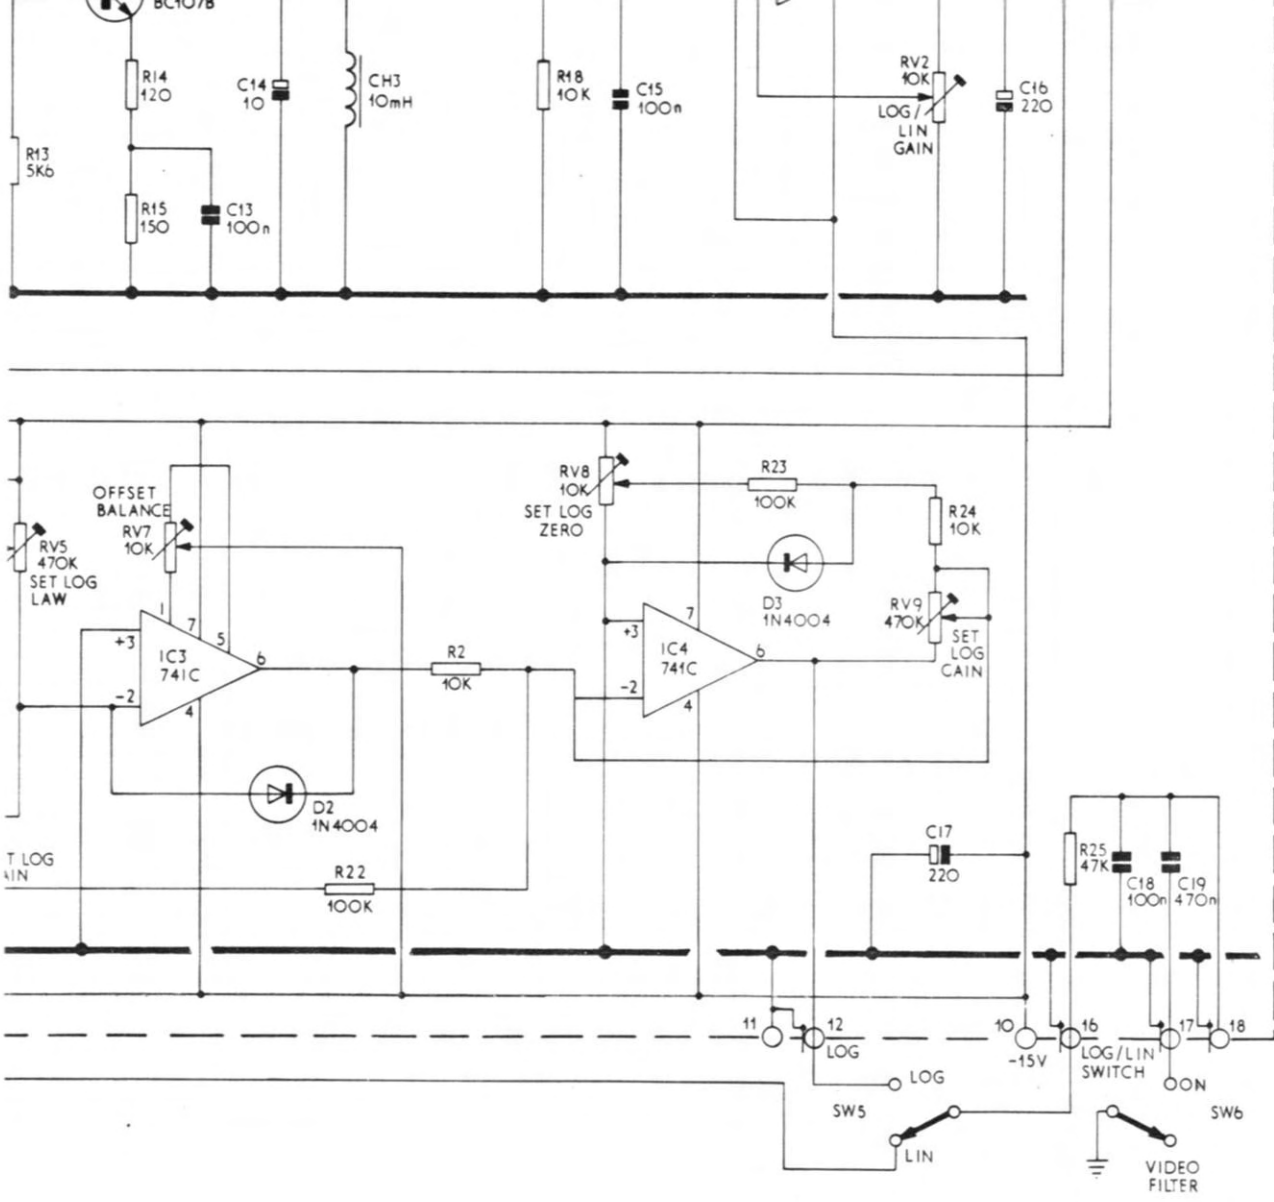 BC107B
R14
120
C14
10
CH3
10mH
R18
10K
C15
100n
RV2
10K
LOG/
LIN
GAIN
C16
220
R13
5K6
R15
150
C13
100n
OFFSET
BALANCE
RV7
10K
RV5
470K
SET LOG
LAW
1
7
5
+3
IC3
741C
6
-2
4
R2
10K
RV8
10K
SET LOG
ZERO
R23
100K
R24
10K
D3
1N4004
RV9
470K
SET
LOG
GAIN
7
+3
IC4
741C
6
-2
4
D2
1N4004
T LOG
AIN
R22
100K
C17
220
R25
47K
C18
100n
C19
470n
11
12
LOG
10
-15V
16
LOG/LIN
SWITCH
17
18
LOG
SW5
LIN
ON
SW6
VIDEO
FILTER